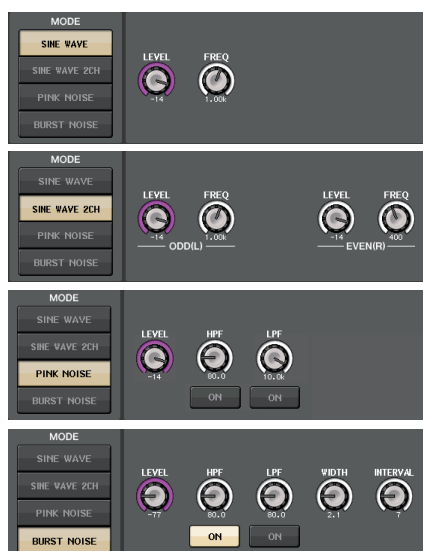 MODE
SINE WAVE
SINE WAVE 2CH
PINK NOISE
BURST NOISE
LEVEL FREQ
-14 1.00k
MODE
SINE WAVE
SINE WAVE 2CH
PINK NOISE
BURST NOISE
LEVEL FREQ LEVEL FREQ
-14 1.00k -14 400
ODD(L) EVEN(R)
MODE
SINE WAVE
SINE WAVE 2CH
PINK NOISE
BURST NOISE
LEVEL HPF LPF
-14 80.0 10.0k
ON ON
MODE
SINE WAVE
SINE WAVE 2CH
PINK NOISE
BURST NOISE
LEVEL HPF LPF WIDTH INTERVAL
-77 80.0 80.0 2.1 7
ON ON